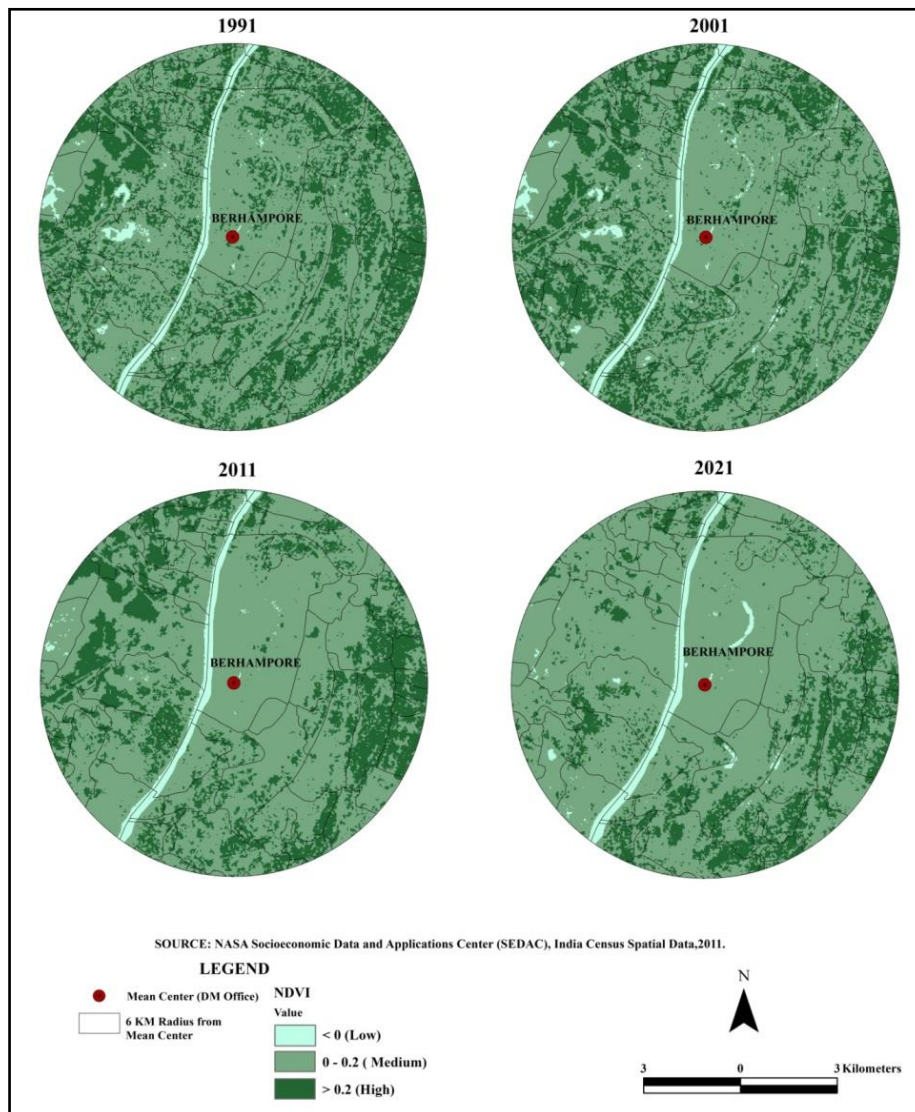 1991
2001
BERHAMPORE
BERHAMPORE
2011
2021
BERHAMPORE
BERHAMPORE
SOURCE: NASA Socioeconomic Data and Applications Center (SEDAC), India Census Spatial Data,2011.
LEGEND
Mean Center (DM Office)
6 KM Radius from
Mean Center
NDVI
Value
< 0 (Low)
0 - 0.2 ( Medium)
> 0.2 (High)
N
3 0 3 Kilometers